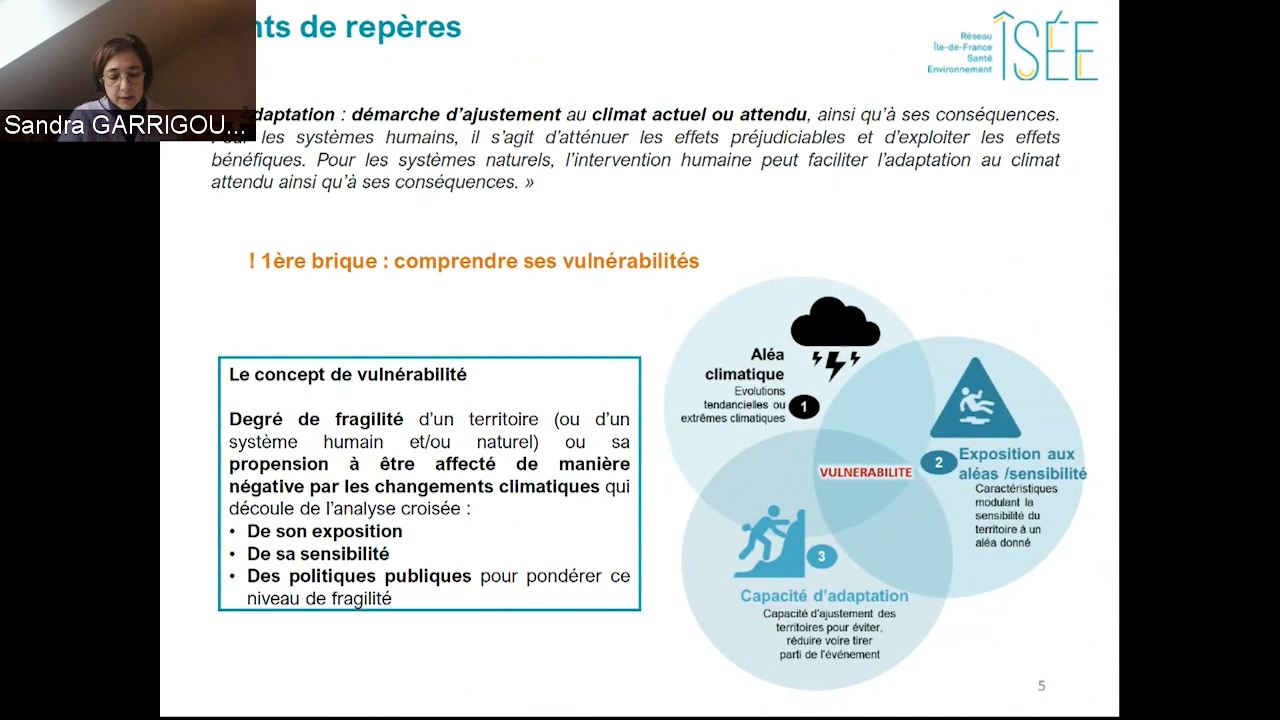 nts de repères
Réseau
Île-de-France
Santé
Environnement
ÎSÉE
Sandra GARRIGOU...
daptation : démarche d'ajustement au climat actuel ou attendu, ainsi qu'à ses conséquences.
les systèmes humains, il s'agit d'atténuer les effets préjudiciables et d'exploiter les effets
bénéfiques. Pour les systèmes naturels, l'intervention humaine peut faciliter l'adaptation au climat
attendu ainsi qu'à ses conséquences. »
! 1ère brique : comprendre ses vulnérabilités
Le concept de vulnérabilité
Degré de fragilité d'un territoire (ou d'un
système humain et/ou naturel) ou sa
propension à être affecté de manière
négative par les changements climatiques qui
découle de l'analyse croisée :
• De son exposition
• De sa sensibilité
• Des politiques publiques pour pondérer ce
niveau de fragilité
Aléa
climatique
Evolutions
tendancielles ou
extrêmes climatiques
1
VULNERABILITE
2
Exposition aux
aléas /sensibilité
Caractéristiques
modulant la
sensibilité du
territoire à un
aléa donné
3
Capacité d'adaptation
Capacité d'ajustement des
territoires pour éviter,
réduire voire tirer
parti de l'événement
5